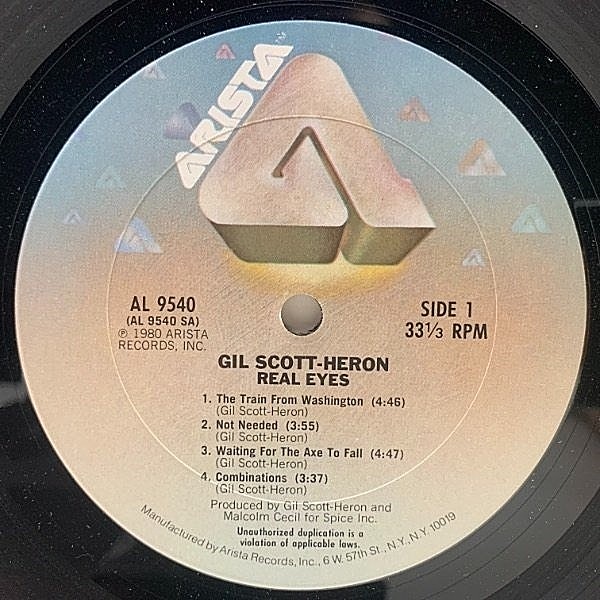 ARISTA™
AL 9540
(AL 9540 SA)
℗ 1980 ARISTA
RECORDS, INC.
SIDE 1
33⅓ RPM
GIL SCOTT-HERON
REAL EYES
1. The Train From Washington (4:46)
(Gil Scott-Heron)
2. Not Needed (3:55)
(Gil Scott-Heron)
3. Waiting For The Axe To Fall (4:47)
(Gil Scott-Heron)
4. Combinations (3:37)
(Gil Scott-Heron)
Produced by Gil Scott-Heron and
Malcolm Cecil for Spice Inc.
Unauthorized duplication is a
violation of applicable laws.
Manufactured by Arista Records, Inc., 6 W. 57th St., N.Y., N.Y. 10019